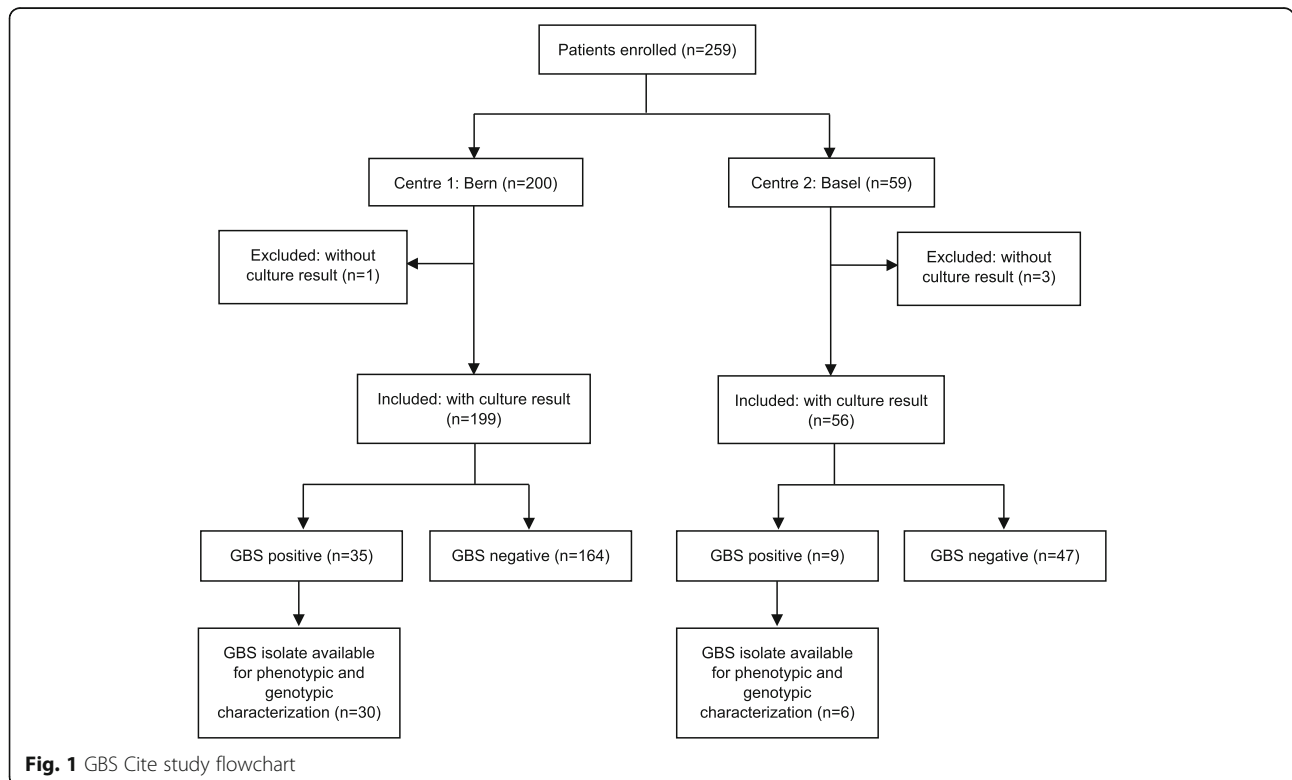 Patients enrolled (n=259)
Centre 1: Bern (n=200)
Centre 2: Basel (n=59)
Excluded: without
culture result (n=1)
Excluded: without
culture result (n=3)
Included: with culture result
(n=199)
Included: with culture result
(n=56)
GBS positive (n=35)
GBS negative (n=164)
GBS positive (n=9)
GBS negative (n=47)
GBS isolate available
for phenotypic and
genotypic
characterization (n=30)
GBS isolate available
for phenotypic and
genotypic
characterization (n=6)
Fig. 1 GBS Cite study flowchart